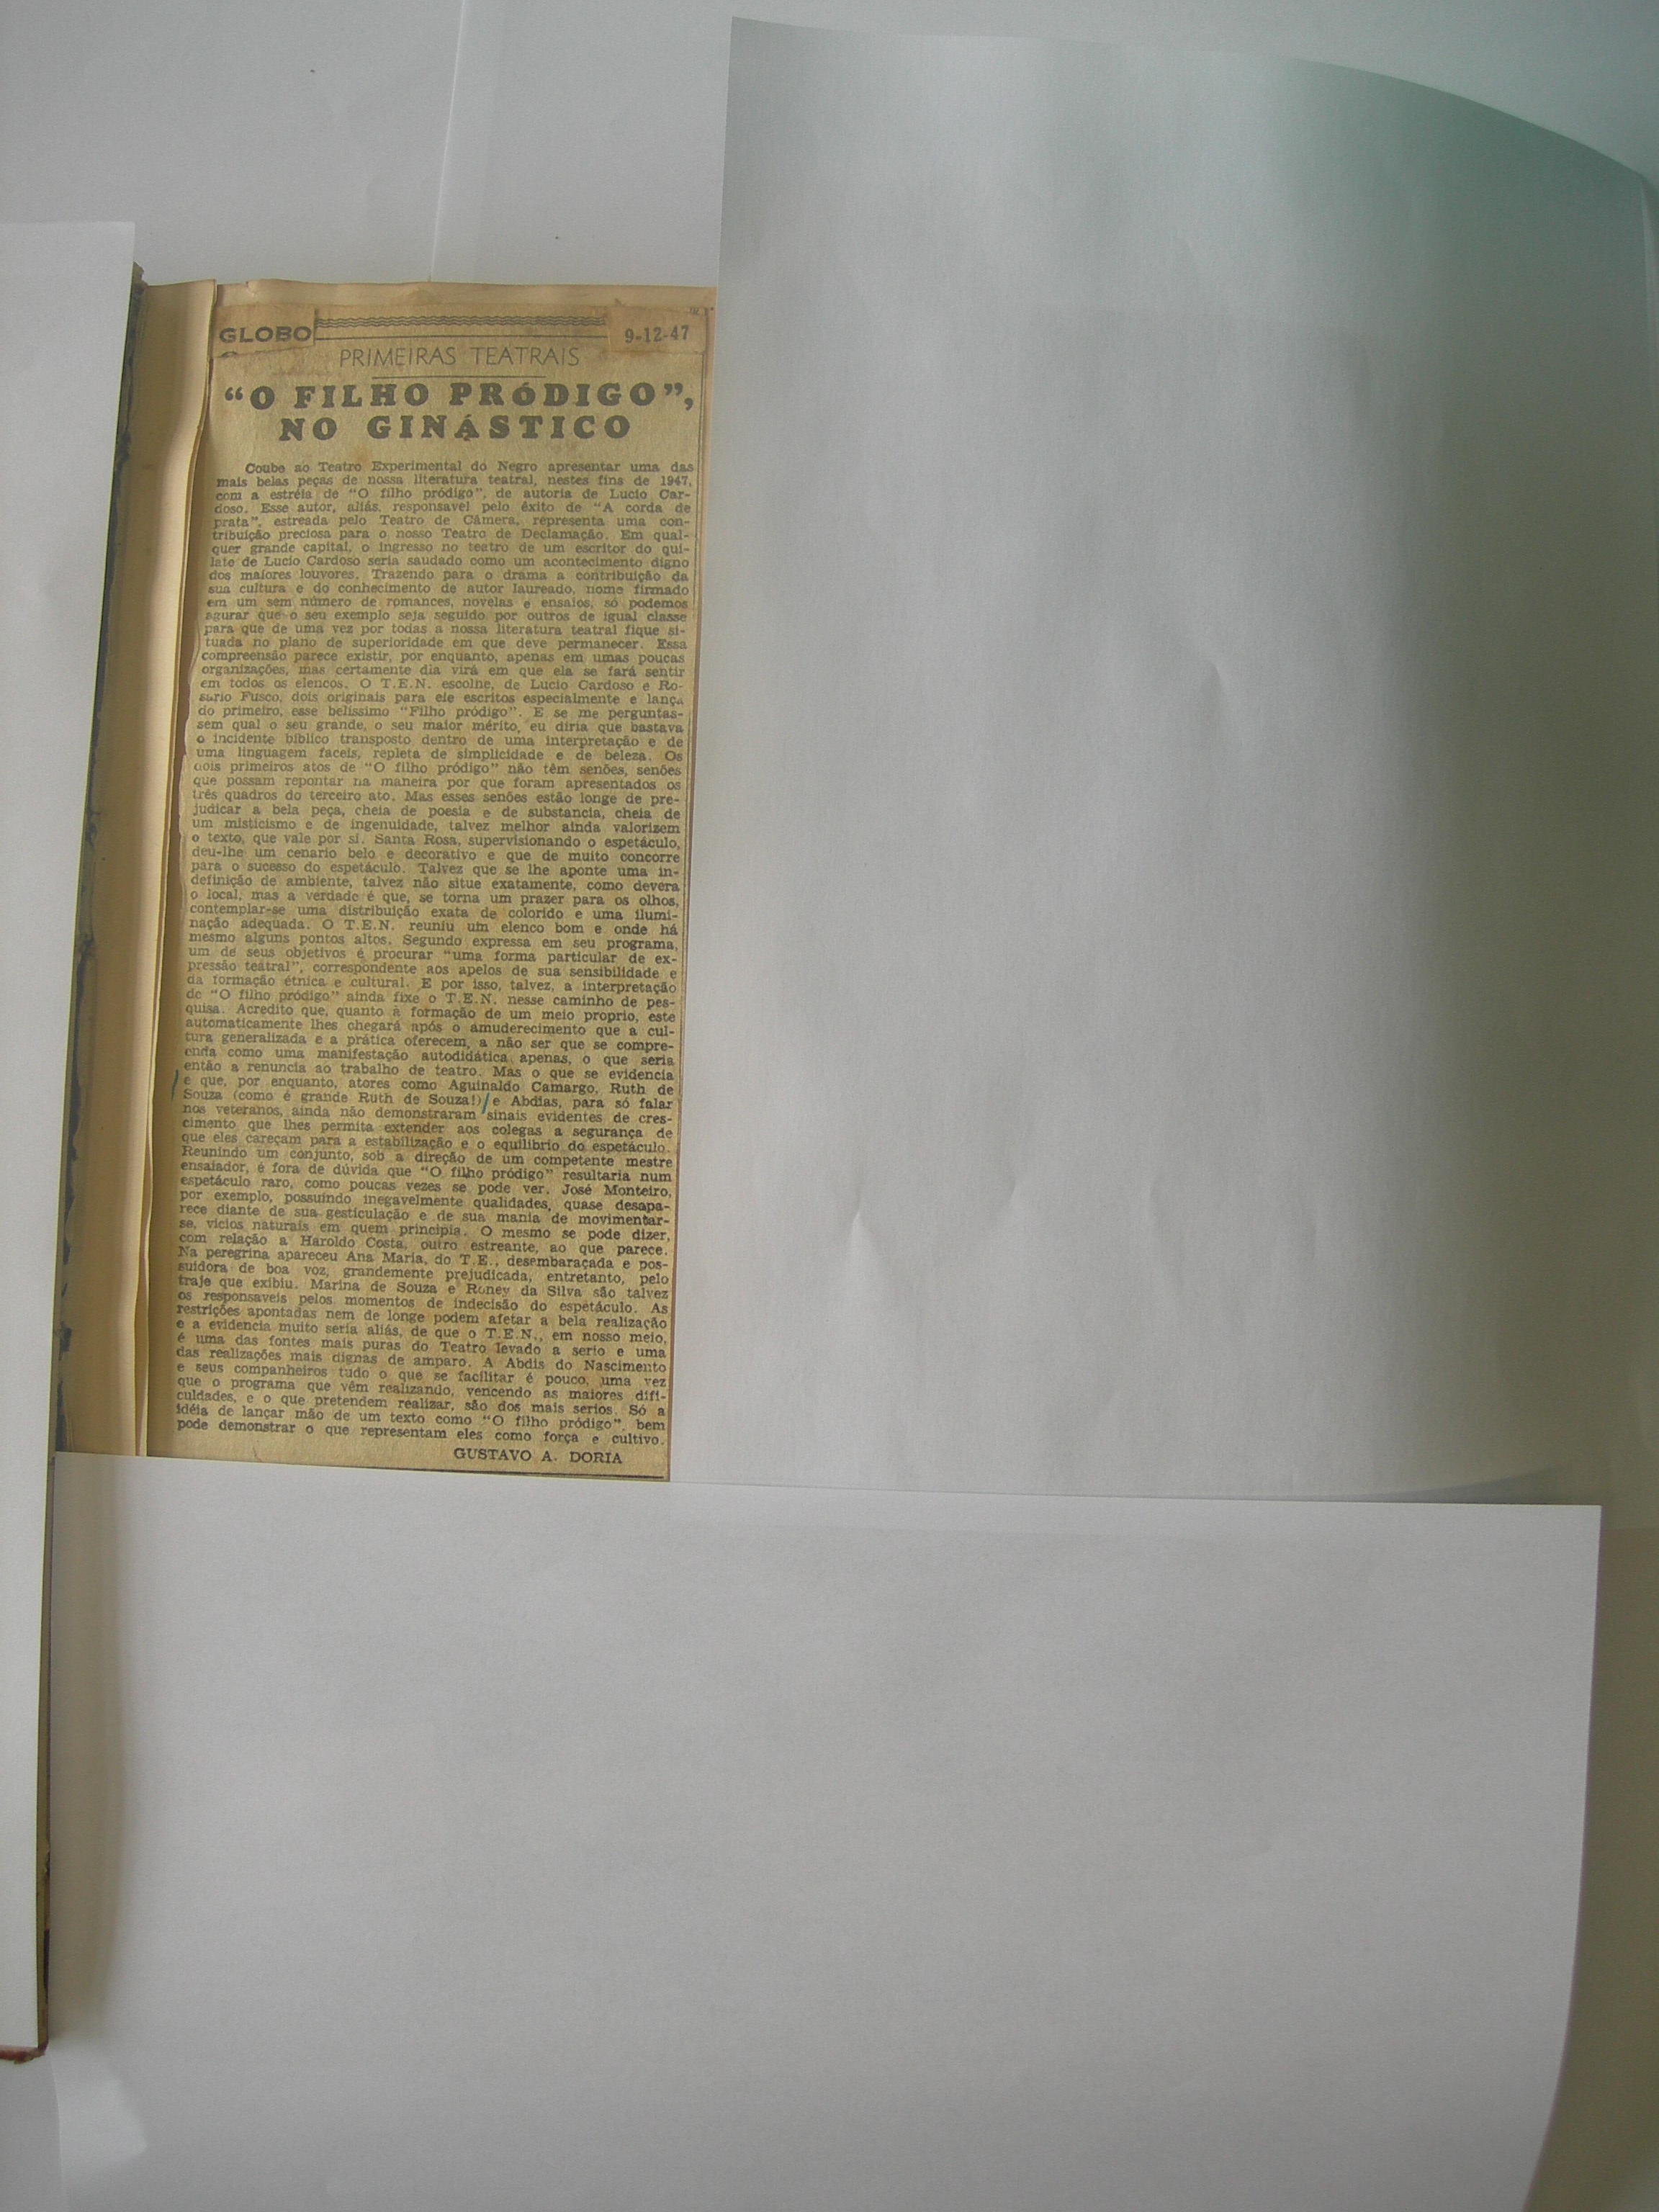 GLOBO
9-12-47
PRIMEIRAS TEATRAIS
“O FILHO PRÓDIGO”,
NO GINÁSTICO
Coube ao Teatro Experimental do Negro apresentar uma das
mais belas peças de nossa literatura teatral, nestes fins de 1947,
com a estréia de “O filho pródigo”, de autoria de Lucio Car-
doso. Esse autor, aliás, responsavel pelo êxito de “A corda de
prata”, estreada pelo Teatro de Câmera, representa uma con-
tribuição preciosa para o nosso Teatro de Declamação. Em qual-
quer grande capital, o ingresso no teatro de um escritor do qui-
late de Lucio Cardoso seria saudado como um acontecimento digno
dos maiores louvores. Trazendo para o drama a contribuição da
sua cultura e do conhecimento de autor laureado, nome firmado
em um sem número de romances, novelas e ensaios, só podemos
agurar que o seu exemplo seja seguido por outros de igual classe
para que de uma vez por todas a nossa literatura teatral fique si-
tuada no plano de superioridade em que deve permanecer. Essa
compreensão parece existir, por enquanto, apenas em umas poucas
organizações, mas certamente dia virá em que ela se fará sentir
em todos os elencos. O T.E.N. escolhe, de Lucio Cardoso e Ro-
sario Fusco, dois originais para ele escritos especialmente e lança
do primeiro, esse belissimo “Filho pródigo”. E se me perguntas-
sem qual o seu grande, o seu maior mérito, eu diria que bastava
o incidente biblico transposto dentro de uma interpretação e de
uma linguagem faceis, repleta de simplicidade e de beleza. Os
dois primeiros atos de “O filho pródigo” não têm senões, senões
que possam repontar na maneira por que foram apresentados os
três quadros do terceiro ato. Mas esses senões estão longe de pre-
judicar a bela peça, cheia de poesia e de substancia, cheia de
um misticismo e de ingenuidade, talvez melhor ainda valorizem
o texto, que vale por si. Santa Rosa, supervisionando o espetáculo,
deu-lhe um cenario belo e decorativo e que de muito concorre
para o sucesso do espetáculo. Talvez que se lhe aponte uma in-
definição de ambiente, talvez não situe exatamente, como devera
o local, mas a verdade é que, se torna um prazer para os olhos,
contemplar-se uma distribuição exata de colorido e uma ilumi-
nação adequada. O T.E.N. reuniu um elenco bom e onde há
mesmo alguns pontos altos. Segundo expressa em seu programa,
um de seus objetivos é procurar “uma forma particular de ex-
pressão teatral”, correspondente aos apelos de sua sensibilidade e
da formação étnica e cultural. E por isso, talvez, a interpretação
de “O filho pródigo” ainda fixe o T.E.N. nesse caminho de pes-
quisa. Acredito que, quanto à formação de um meio proprio, este
automaticamente lhes chegará após o amuderecimento que a cul-
tura generalizada e a prática oferecem, a não ser que se compre-
enda como uma manifestação autodidática apenas, o que seria
então a renuncia ao trabalho de teatro. Mas o que se evidencia
e que, por enquanto, atores como Aguinaldo Camargo, Ruth de
Souza (como é grande Ruth de Souza!) e Abdias, para só falar
nos veteranos, ainda não demonstraram sinais evidentes de cres-
cimento que lhes permita extender aos colegas a segurança de
que eles careçam para a estabilização e o equilibrio do espetáculo.
Reunindo um conjunto, sob a direção de um competente mestre
ensaiador, é fora de dúvida que “O filho pródigo” resultaria num
espetáculo raro, como poucas vezes se pode ver. José Monteiro,
por exemplo, possuindo inegavelmente qualidades, quase desapa-
rece diante de sua gesticulação e de sua mania de movimentar-
se, vicios naturais em quem principia. O mesmo se pode dizer,
com relação a Haroldo Costa, outro estreante, ao que parece.
Na peregrina apareceu Ana Maria, do T.E., desembaraçada e pos-
suidora de boa voz, grandemente prejudicada, entretanto, pelo
traje que exibiu. Marina de Souza e Roney da Silva são talvez
os responsaveis pelos momentos de indecisão do espetáculo. As
restrições apontadas nem de longe podem afetar a bela realização
e a evidencia muito seria aliás, de que o T.E.N., em nosso meio,
é uma das fontes mais puras do Teatro levado a serio e uma
das realizações mais dignas de amparo. A Abdis do Nascimento
e seus companheiros tudo o que se facilitar é pouco, uma vez
que o programa que vêm realizando, vencendo as maiores difi-
culdades, e o que pretendem realizar, são dos mais serios. Só a
idéia de lançar mão de um texto como “O filho pródigo”, bem
pode demonstrar o que representam eles como força e cultivo.
GUSTAVO A. DORIA